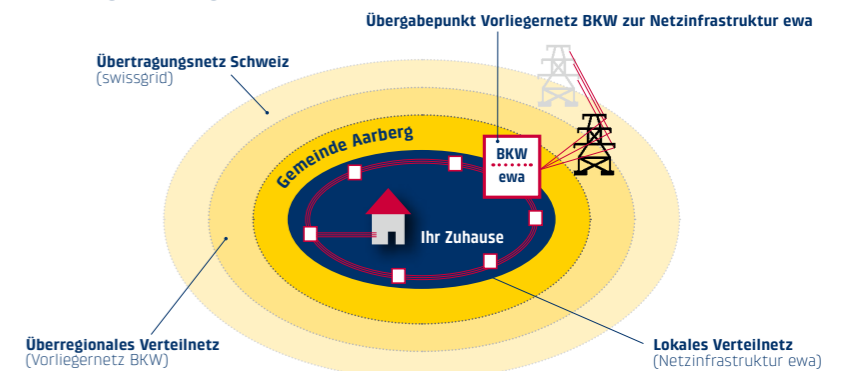 Übergabepunkt Vorliegernetz BKW zur Netzinfrastruktur ewa
Übertragungsnetz Schweiz
(swissgrid)
Gemeinde Aarberg
BKW
ewa
Ihr Zuhause
Überregionales Verteilnetz
(Vorliegernetz BKW)
Lokales Verteilnetz
(Netzinfrastruktur ewa)